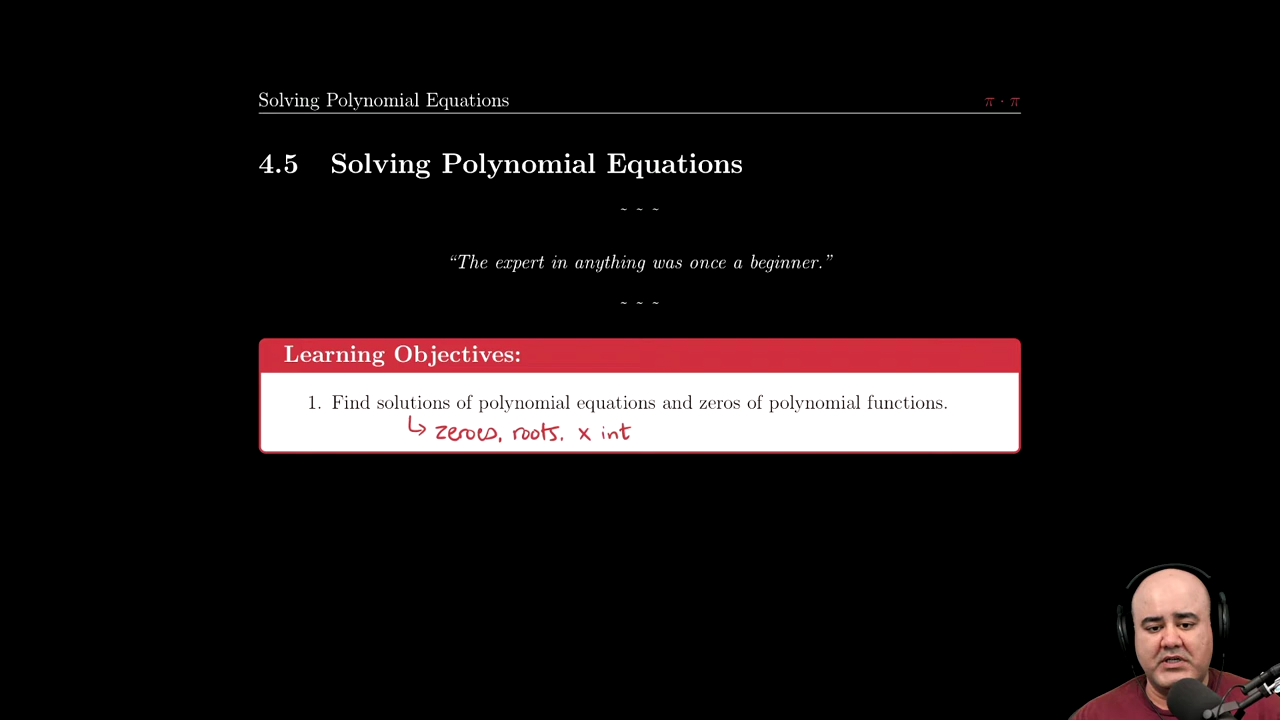 Solving Polynomial Equations π · π
4.5 Solving Polynomial Equations
~ ~ ~
“The expert in anything was once a beginner.”
~ ~ ~
Learning Objectives:
1. Find solutions of polynomial equations and zeros of polynomial functions.
↳ zeroes, roots. x int